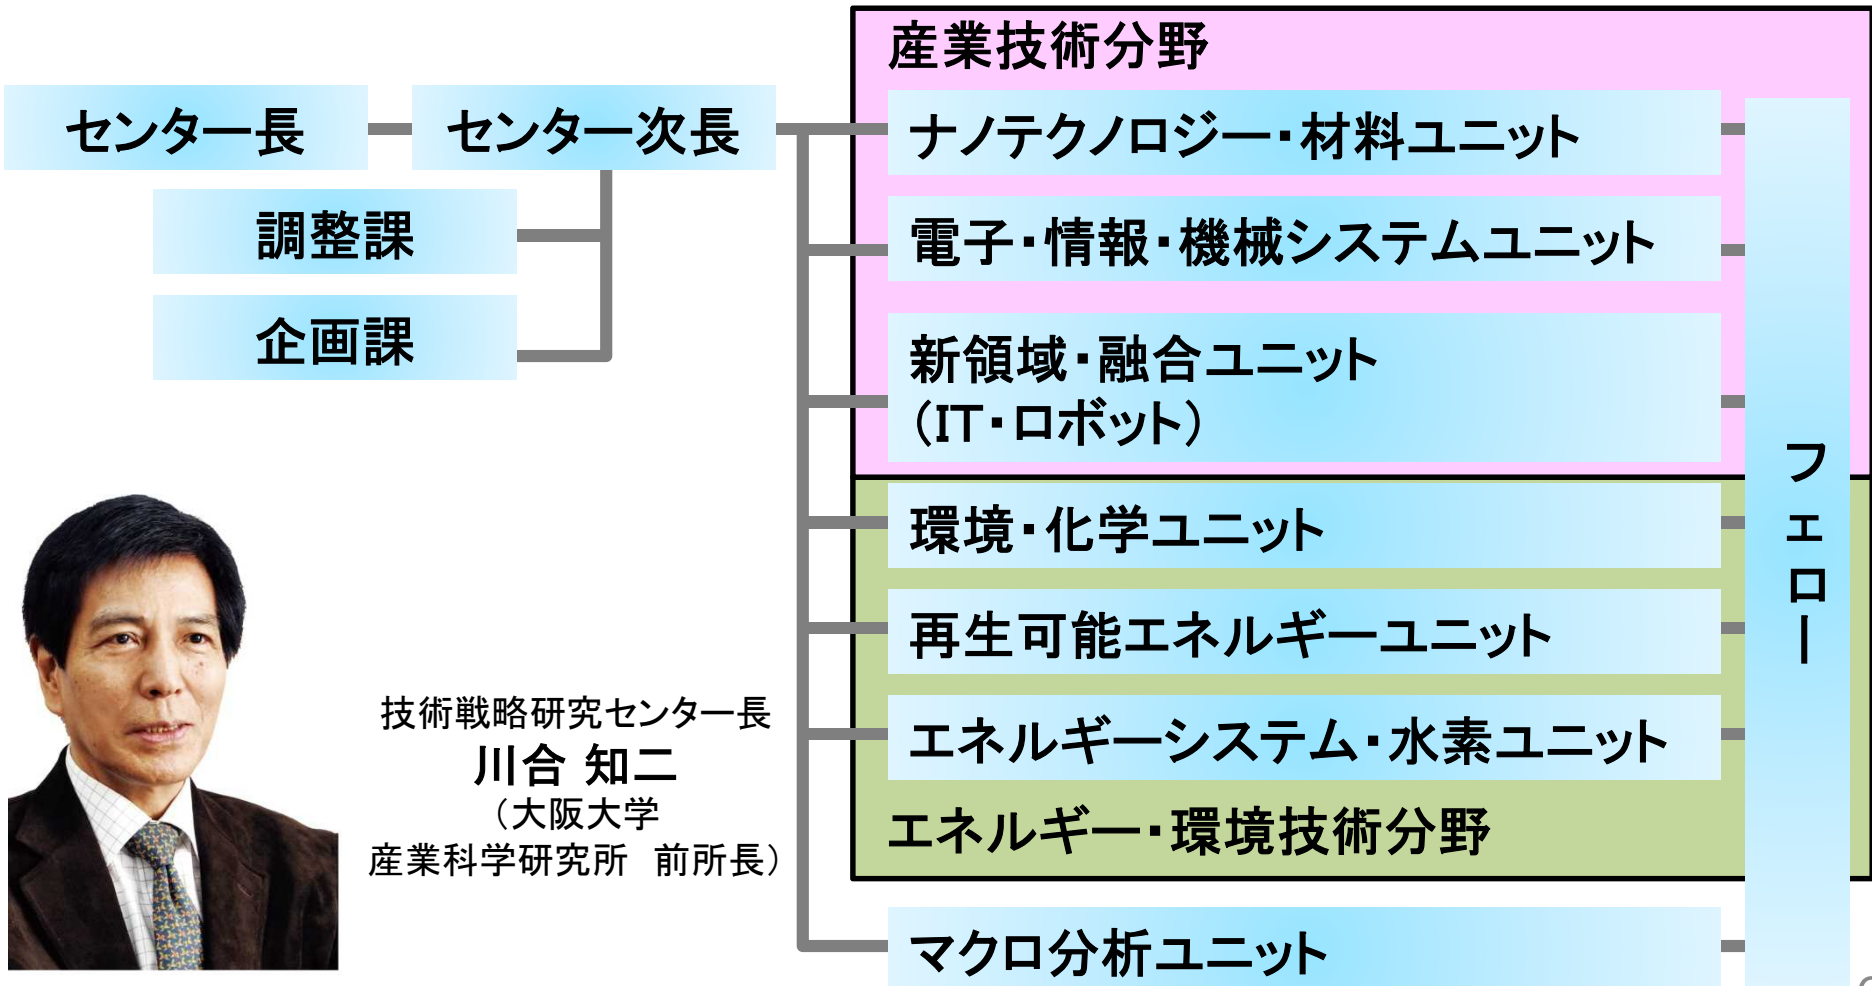 産業技術分野
センター長
センター次長
ナノテクノロジー・材料ユニット
調整課
電子・情報・機械システムユニット
企画課
新領域・融合ユニット
（IT・ロボット）
フェロー
環境・化学ユニット
再生可能エネルギーユニット
エネルギーシステム・水素ユニット
エネルギー・環境技術分野
マクロ分析ユニット
技術戦略研究センター長
川合 知二
（大阪大学
産業科学研究所　前所長）